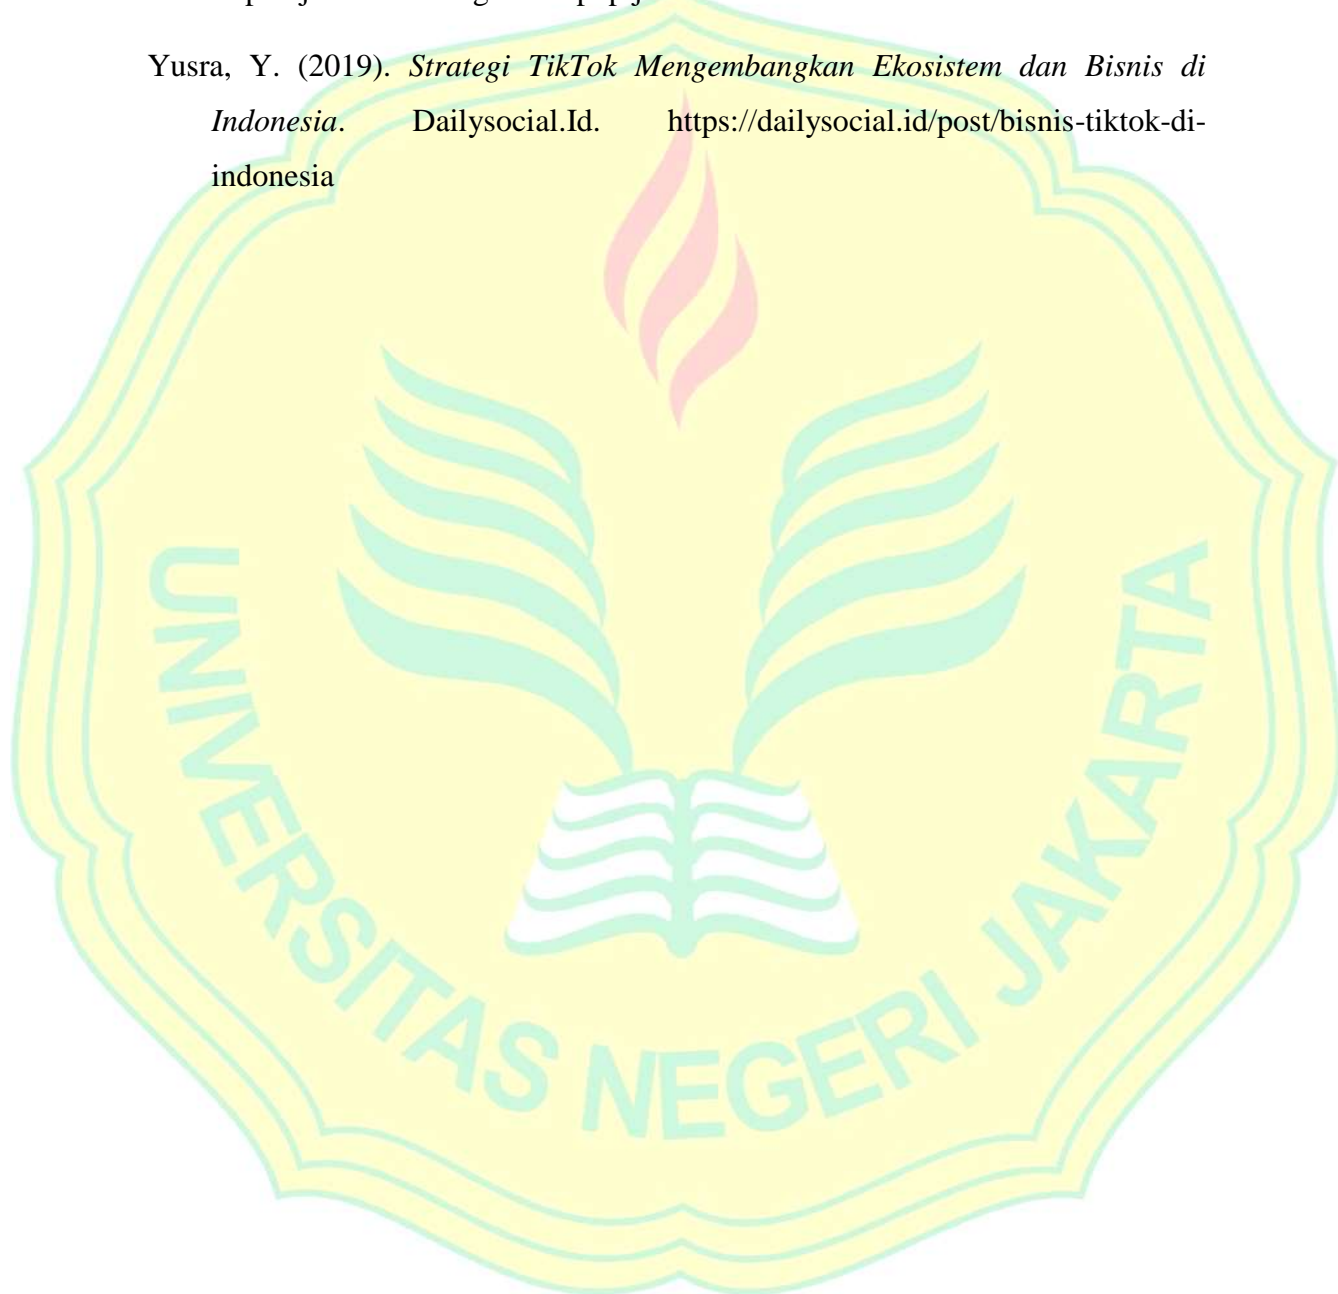 Yusra, Y. (2019). Strategi TikTok Mengembangkan Ekosistem dan Bisnis di
Indonesia. Dailysocial.Id. https://dailysocial.id/post/bisnis-tiktok-di-
indonesia
UNIVERSITAS NEGERI JAKARTA